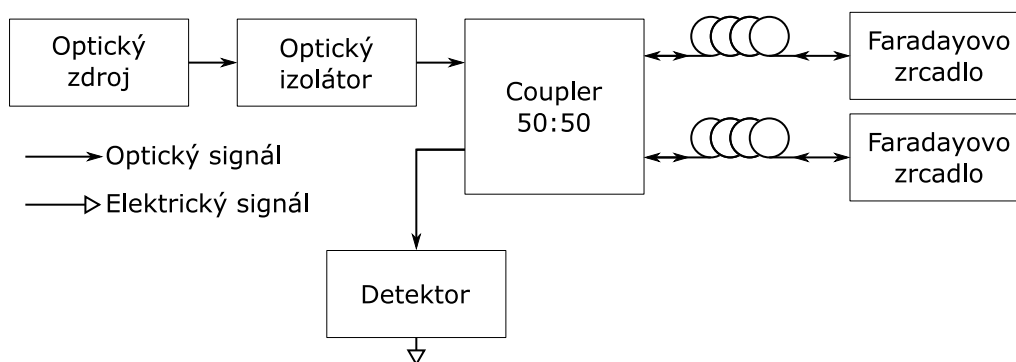 Optický
zdroj
Optický
izolátor
Coupler
50:50
Faradayovo
zrcadlo
Faradayovo
zrcadlo
Optický signál
Elektrický signál
Detektor